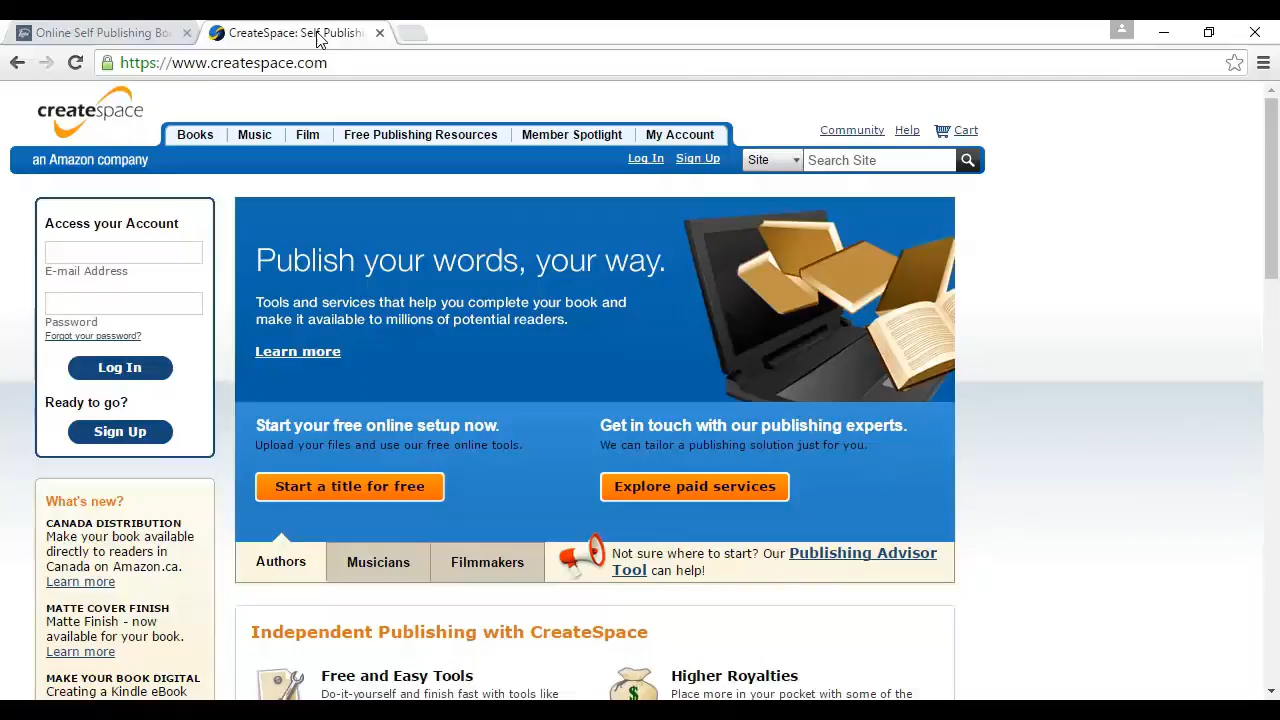 Online Self Publishing Boo
CreateSpace: Self Publishi
https://www.createspace.com
createspace
Books
Music
Film
Free Publishing Resources
Member Spotlight
My Account
Community
Help
Cart
an Amazon company
Log In
Sign Up
Site
Search Site
Access your Account
E-mail Address
Password
Forgot your password?
Log In
Ready to go?
Sign Up
What's new?
CANADA DISTRIBUTION
Make your book available
directly to readers in
Canada on Amazon.ca.
Learn more
MATTE COVER FINISH
Matte Finish - now
available for your book.
Learn more
MAKE YOUR BOOK DIGITAL
Creating a Kindle eBook
Publish your words, your way.
Tools and services that help you complete your book and
make it available to millions of potential readers.
Learn more
Start your free online setup now.
Upload your files and use our free online tools.
Start a title for free
Get in touch with our publishing experts.
We can tailor a publishing solution just for you.
Explore paid services
Authors
Musicians
Filmmakers
Not sure where to start? Our Publishing Advisor
Tool can help!
Independent Publishing with CreateSpace
Free and Easy Tools
Do-it-yourself and finish fast with tools like
Higher Royalties
Place more in your pocket with some of the